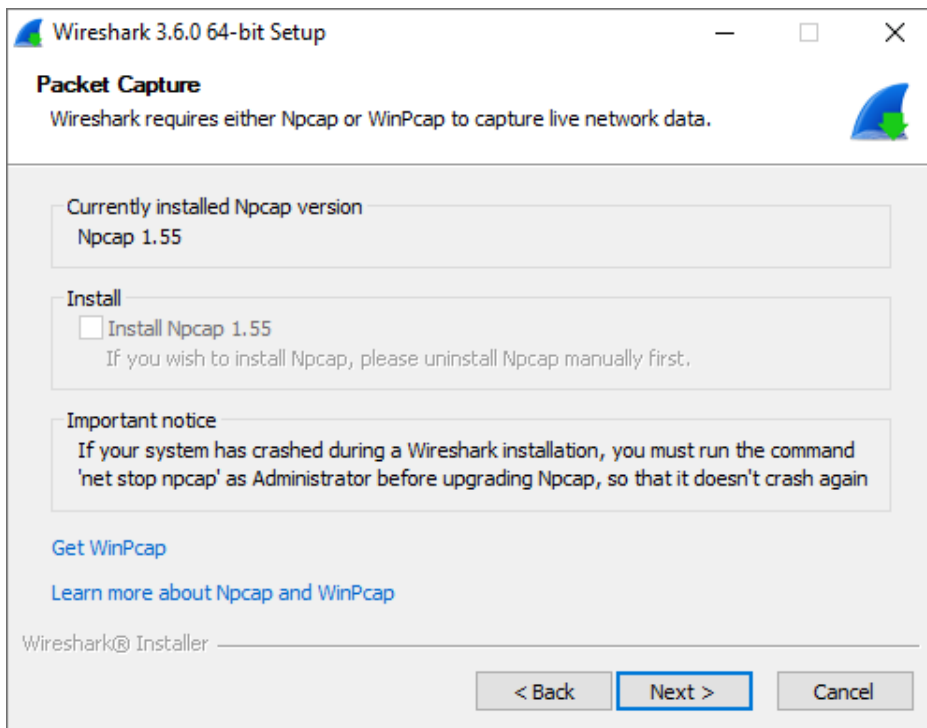 Wireshark 3.6.0 64-bit Setup
Packet Capture
Wireshark requires either Npcap or WinPcap to capture live network data.
Currently installed Npcap version
Npcap 1.55
Install
Install Npcap 1.55
If you wish to install Npcap, please uninstall Npcap manually first.
Important notice
If your system has crashed during a Wireshark installation, you must run the command
'net stop npcap' as Administrator before upgrading Npcap, so that it doesn't crash again
Get WinPcap
Learn more about Npcap and WinPcap
Wireshark® Installer
< Back Next > Cancel